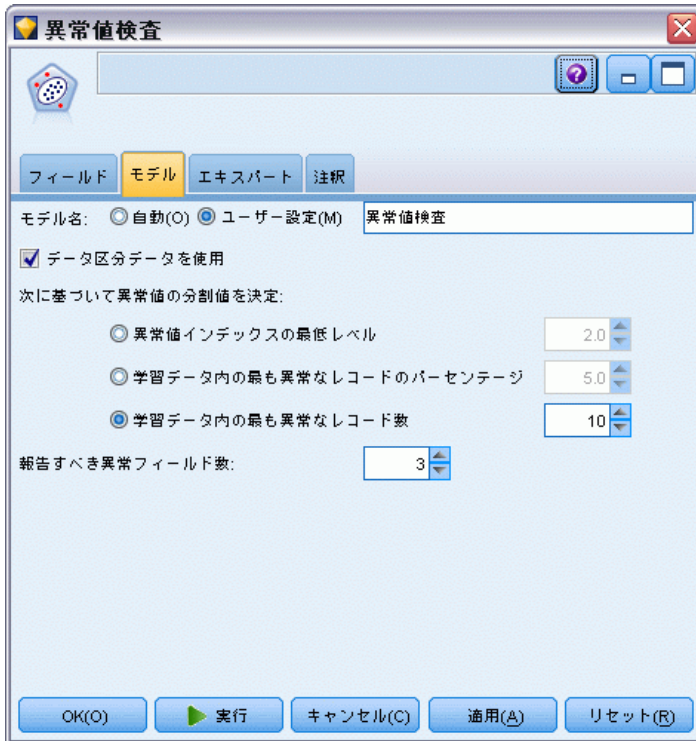 異常値検査
フィールド モデル エキスパート 注釈
モデル名: 自動(O) ユーザー設定(M) 異常値検査
データ区分データを使用
次に基づいて異常値の分割値を決定:
異常値インデックスの最低レベル 2.0
学習データ内の最も異常なレコードのパーセンテージ 5.0
学習データ内の最も異常なレコード数 10
報告すべき異常フィールド数: 3
OK(O) 実行 キャンセル(C) 適用(A) リセット(R)